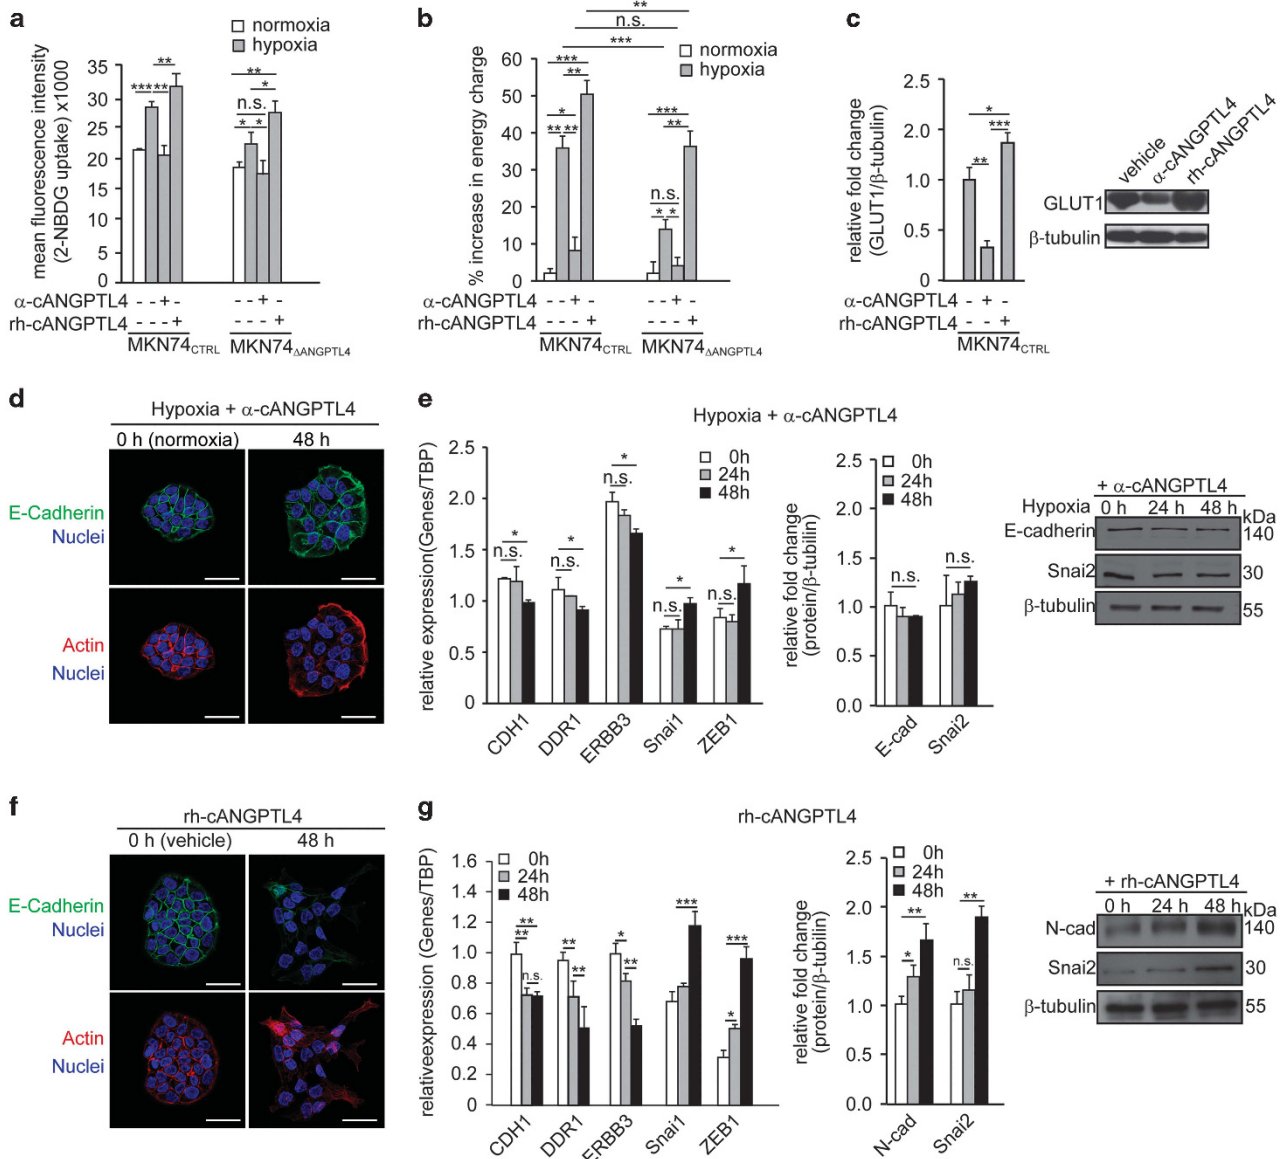 a
normoxia
hypoxia
mean fluorescence intensity
(2-NBDG uptake) x1000
35
30
25
20
15
10
5
0
** 
*** **
**
*
n.s.
* *
α-cANGPTL4 - - + - - - + -
rh-cANGPTL4 - - - + - - - +
MKN74CTRL MKN74ΔANGPTL4
b
**
n.s.
***
normoxia
hypoxia
% increase in energy charge
60
50
40
30
20
10
0
***
**
*
** **
***
**
n.s.
* *
α-cANGPTL4 - - + - - - + -
rh-cANGPTL4 - - - + - - - +
MKN74CTRL MKN74ΔANGPTL4
c
relative fold change
(GLUT1/β-tubulin)
2.5
2.0
1.0
0.5
0
*
***
**
α-cANGPTL4 - + -
rh-cANGPTL4 - - +
MKN74CTRL
vehicle
α-cANGPTL4
rh-cANGPTL4
GLUT1
β-tubulin
d
Hypoxia + α-cANGPTL4
0 h (normoxia) 48 h
E-Cadherin
Nuclei
Actin
Nuclei
e
Hypoxia + α-cANGPTL4
relative expression(Genes/TBP)
2.5
2.0
1.5
1.0
0.5
0
0h
24h
48h
*
n.s.
*
n.s.
*
n.s.
*
n.s.
*
n.s.
CDH1 DDR1 ERBB3 Snai1 ZEB1
relative fold change
(protein/β-tubilin)
2.5
2.0
1.5
1.0
0.5
0.0
0h
24h
48h
n.s. n.s.
E-cad Snai2
+ α-cANGPTL4
Hypoxia 0 h 24 h 48 h kDa
E-cadherin 140
Snai2 30
β-tubulin 55
f
rh-cANGPTL4
0 h (vehicle) 48 h
E-Cadherin
Nuclei
Actin
Nuclei
g
rh-cANGPTL4
relativeexpression (Genes/TBP)
1.6
1.4
1.2
1.0
0.8
0.6
0.4
0.2
0
0h
24h
48h
**
**
n.s.
**
**
*
**
***
***
*
CDH1 DDR1 ERBB3 Snai1 ZEB1
relative fold change
(protein/β-tubilin)
2.5
2.0
1.5
1.0
0.5
0.0
0h
24h
48h
**
*
**
n.s.
N-cad Snai2
+ rh-cANGPTL4
0 h 24 h 48 h kDa
N-cad 140
Snai2 30
β-tubulin 55